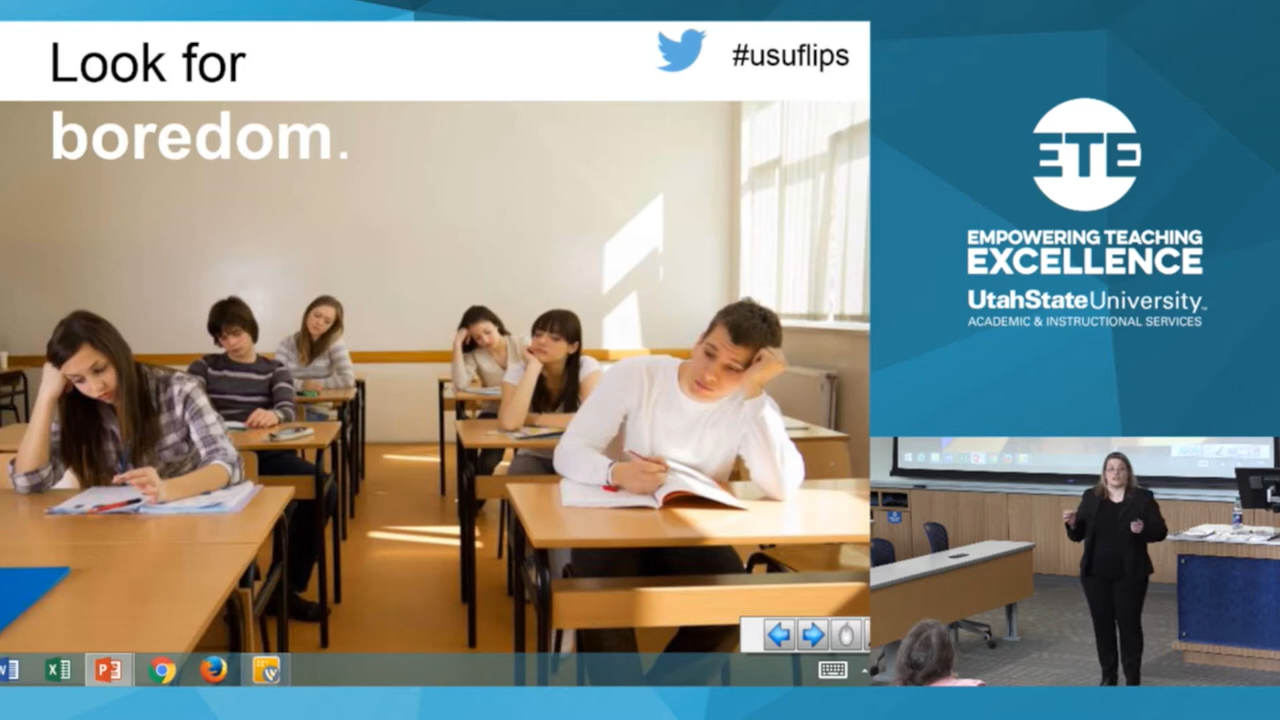 Look for
boredom.
#usuflips
ETE
EMPOWERING TEACHING
EXCELLENCE
UtahStateUniversity
ACADEMIC & INSTRUCTIONAL SERVICES